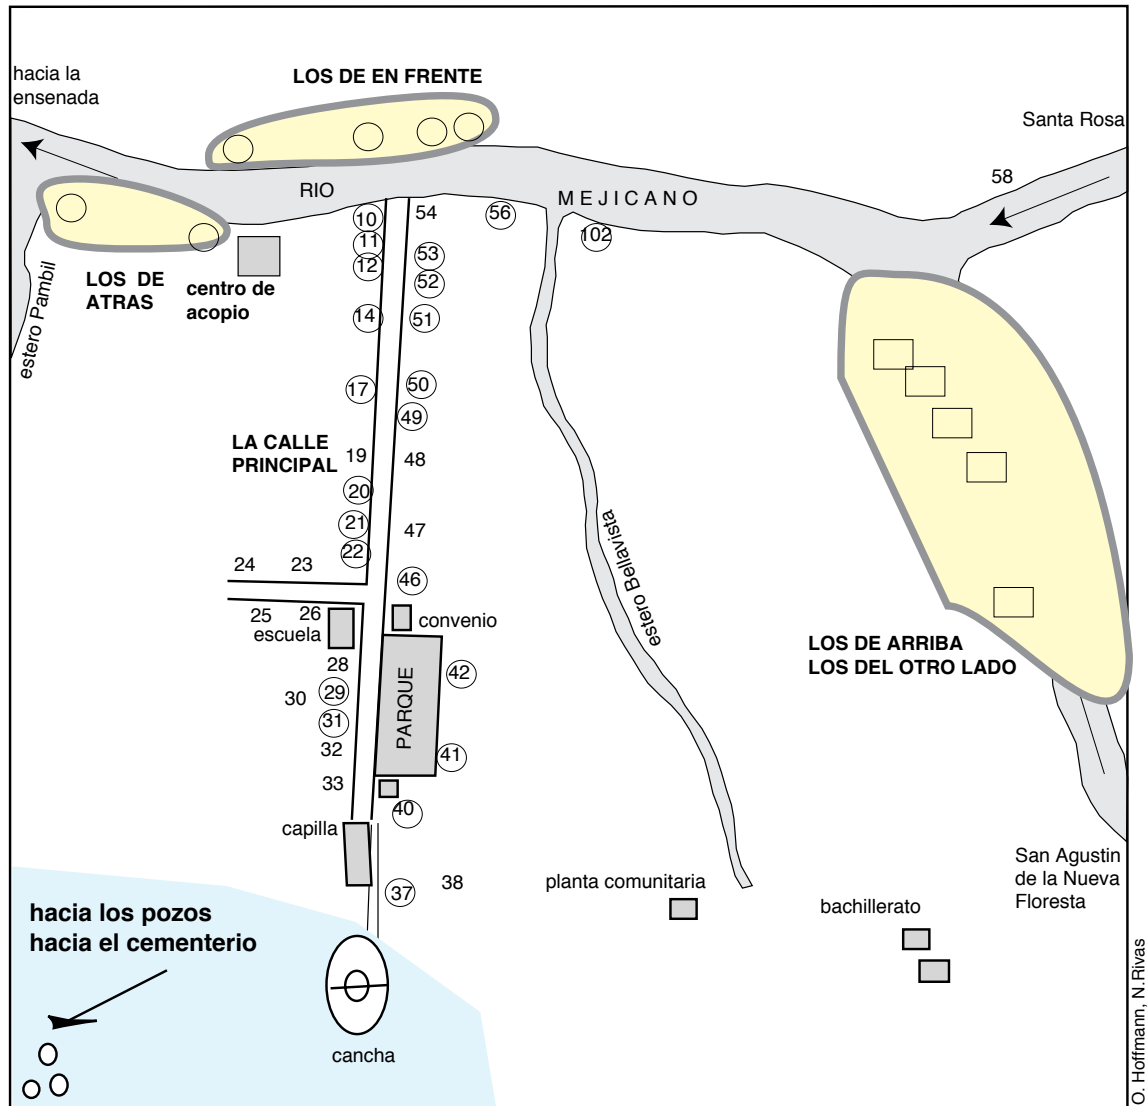 hacia la
ensenada
LOS DE EN FRENTE
Santa Rosa
58
RIO
MEJICANO
10
54
56
11
102
12
53
52
LOS DE
ATRAS
centro de
acopio
estero Pambil
14
51
17
50
49
LA CALLE
PRINCIPAL
19
48
20
21
47
22
estero Bellavista
24
23
46
25
26
escuela
convenio
LOS DE ARRIBA
LOS DEL OTRO LADO
28
42
29
30
PARQUE
31
32
41
33
40
capilla
37
38
planta comunitaria
San Agustin
de la Nueva
Floresta
bachillerato
hacia los pozos
hacia el cementerio
cancha
O. Hoffmann, N.Rivas